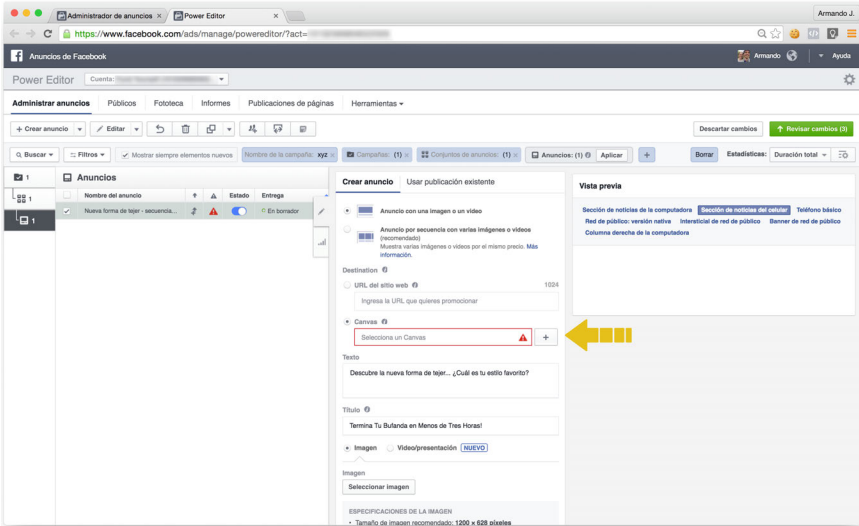 Administrador de anuncios
Power Editor
Armando J.
https://www.facebook.com/ads/manage/powereditor/?act=
Anuncios de Facebook
Armando
Ayuda
Power Editor
Cuenta:
Administrar anuncios
Públicos
Fototeca
Informes
Publicaciones de páginas
Herramientas
+ Crear anuncio
Editar
Descartar cambios
Revisar cambios (3)
Buscar
Filtros
Mostrar siempre elementos nuevos
Nombre de la campaña: xyz
Campañas: (1)
Conjuntos de anuncios: (1)
Anuncios: (1)
Aplicar
+
Borrar
Estadísticas:
Duración total
1
1
1
Anuncios
Nombre del anuncio
Estado
Entrega
Nueva forma de tejer - secuencia...
En borrador
Crear anuncio
Usar publicación existente
Anuncio con una imagen o un video
Anuncio por secuencia con varias imágenes o videos
(recomendado)
Muestra varias imágenes o videos por el mismo precio. Más
información.
Destination
URL del sitio web
1024
Ingresa la URL que quieres promocionar
Canvas
Selecciona un Canvas
+
Texto
Descubre la nueva forma de tejer... ¿Cuál es tu estilo favorito?
Título
Termina Tu Bufanda en Menos de Tres Horas!
Imagen
Video/presentación
NUEVO
Imagen
Seleccionar imagen
ESPECIFICACIONES DE LA IMAGEN
• Tamaño de imagen recomendado: 1200 x 628 píxeles
Vista previa
Sección de noticias de la computadora
Sección de noticias del celular
Teléfono básico
Red de público: versión nativa
Intersticial de red de público
Banner de red de público
Columna derecha de la computadora